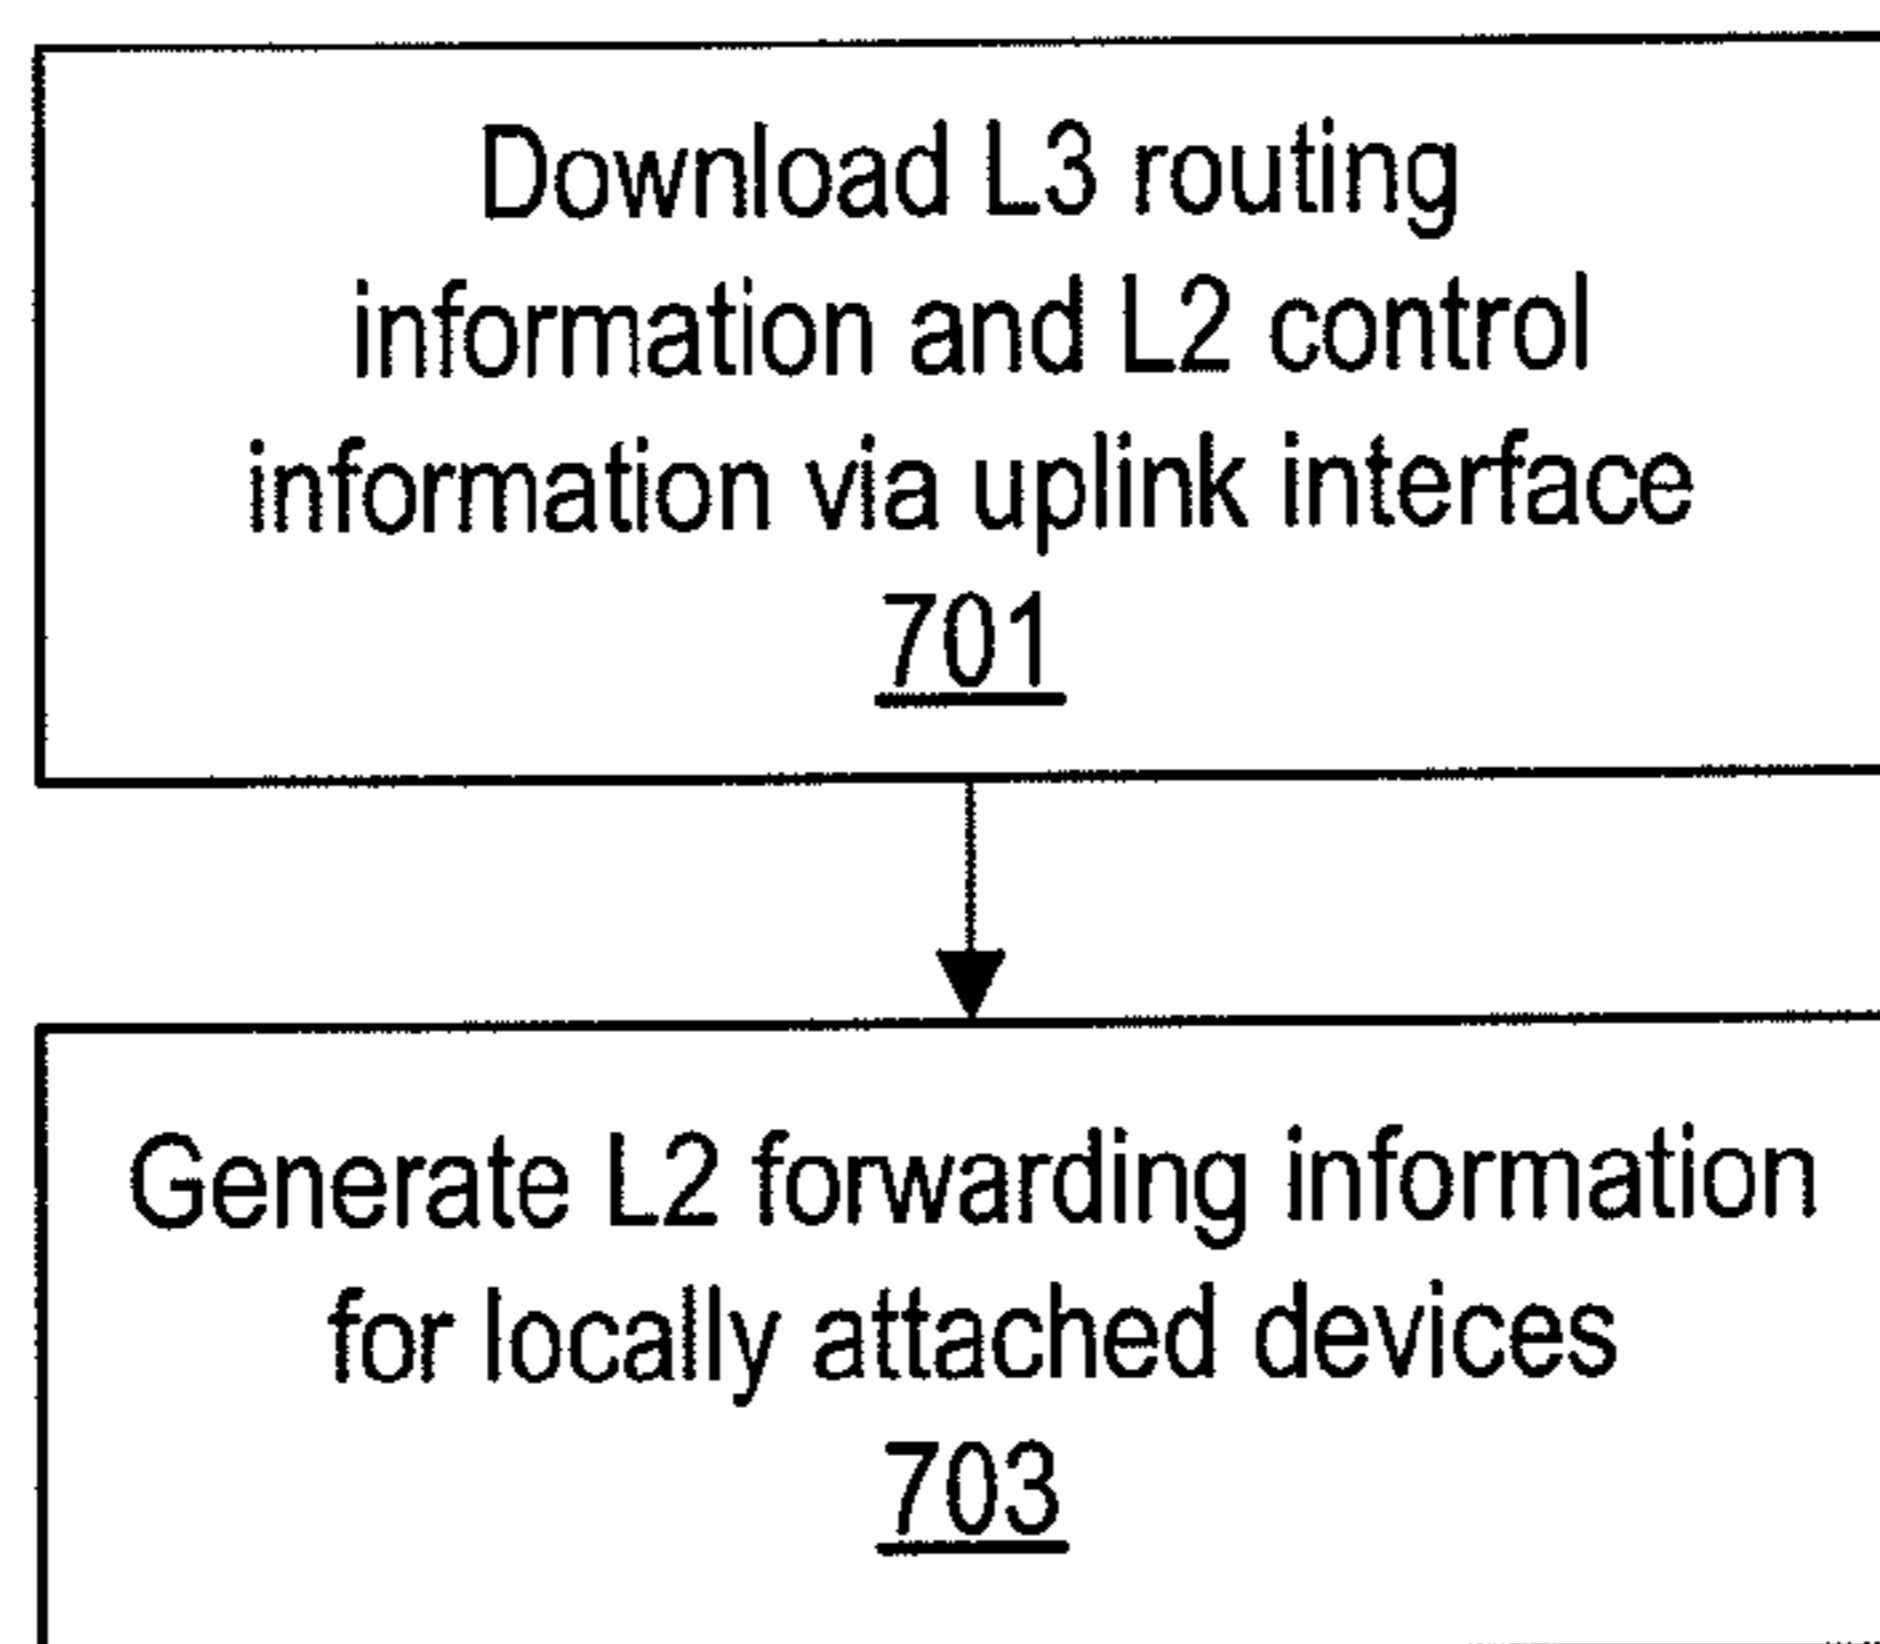 Download L3 routing
information and L2 control
information via uplink interface
701
Generate L2 forwarding information
for locally attached devices
703